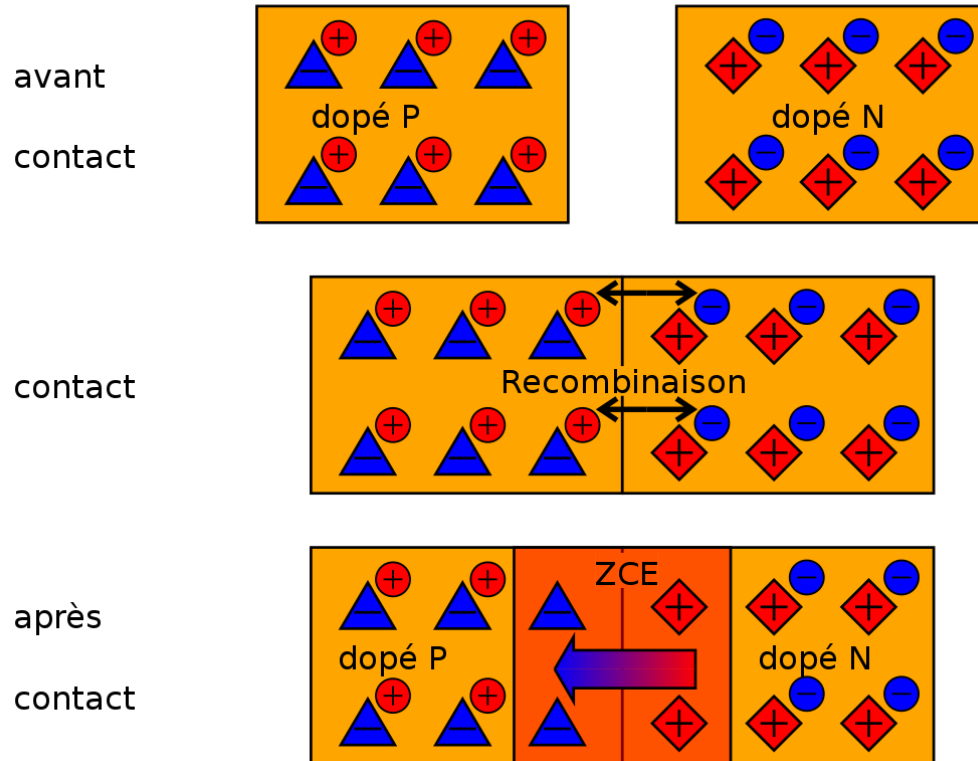 avant
contact
dopé P
dopé N
contact
Recombinaison
après
contact
ZCE
dopé P
dopé N